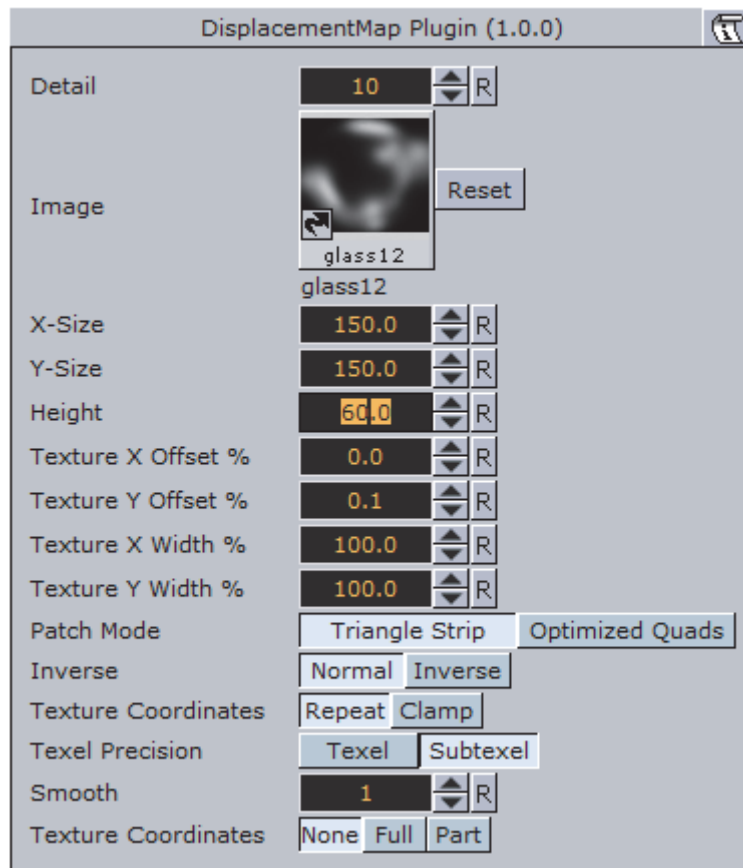 DisplacementMap Plugin (1.0.0)
Detail 10 R
Image Reset
glass12
glass12
X-Size 150.0 R
Y-Size 150.0 R
Height 60.0 R
Texture X Offset % 0.0 R
Texture Y Offset % 0.1 R
Texture X Width % 100.0 R
Texture Y Width % 100.0 R
Patch Mode Triangle Strip Optimized Quads
Inverse Normal Inverse
Texture Coordinates Repeat Clamp
Texel Precision Texel Subtexel
Smooth 1 R
Texture Coordinates None Full Part